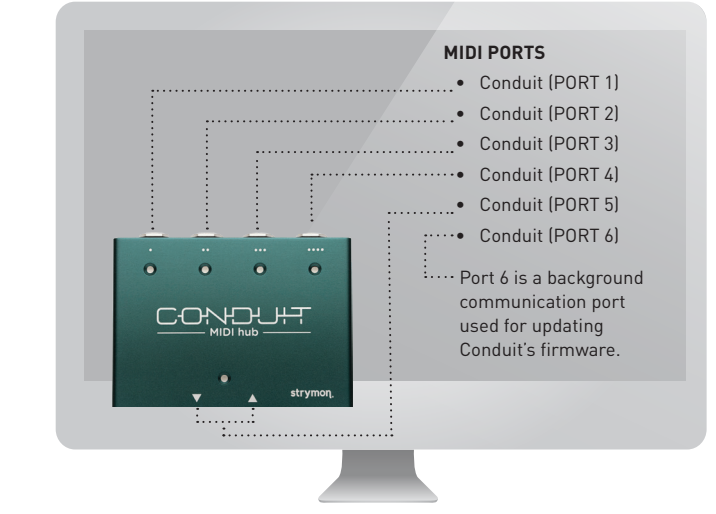 MIDI PORTS
• Conduit (PORT 1)
• Conduit (PORT 2)
• Conduit (PORT 3)
• Conduit (PORT 4)
• Conduit (PORT 5)
• Conduit (PORT 6)
Port 6 is a background
communication port
used for updating
Conduit's firmware.
CONDUIT
MIDI hub
strymon.